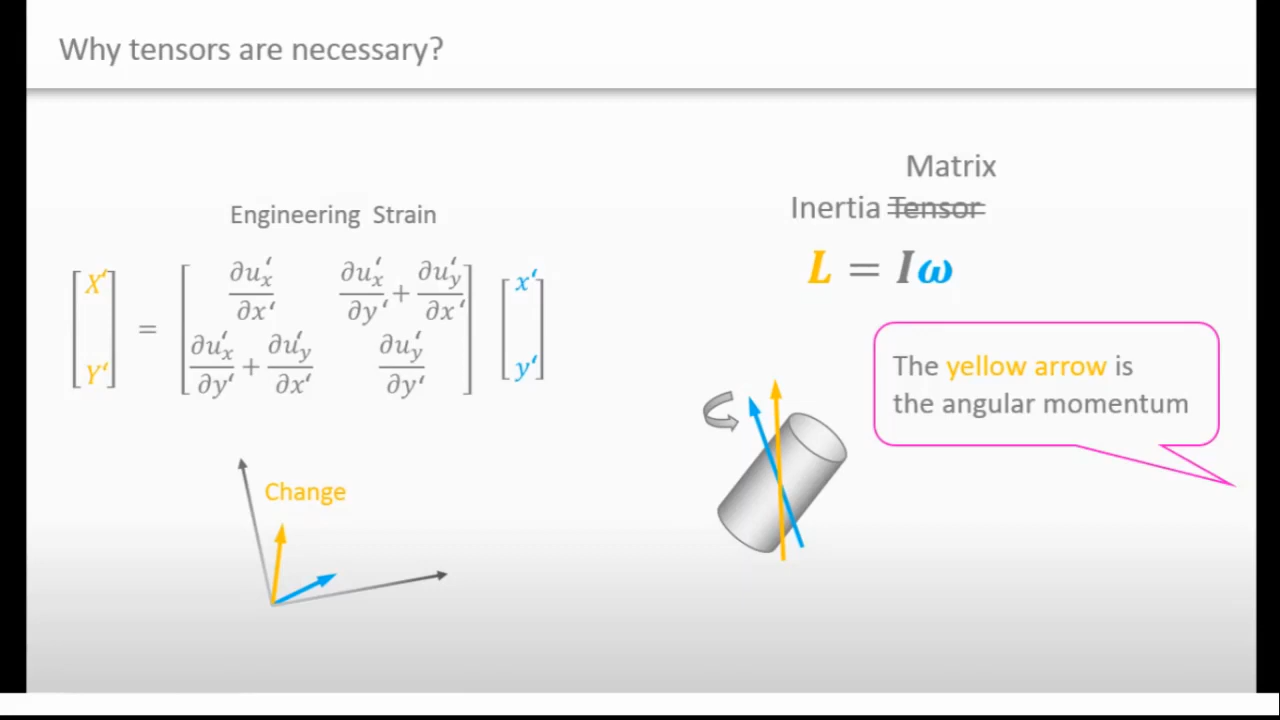 Why tensors are necessary?
Engineering Strain
[X′ Y′] = [∂u′x/∂x′ ∂u′x/∂y′ + ∂u′y/∂x′ ∂u′x/∂y′ + ∂u′y/∂x′ ∂u′y/∂y′] [x′ y′]
Change
Matrix
Inertia Tensor
L = Iω
The yellow arrow is
the angular momentum